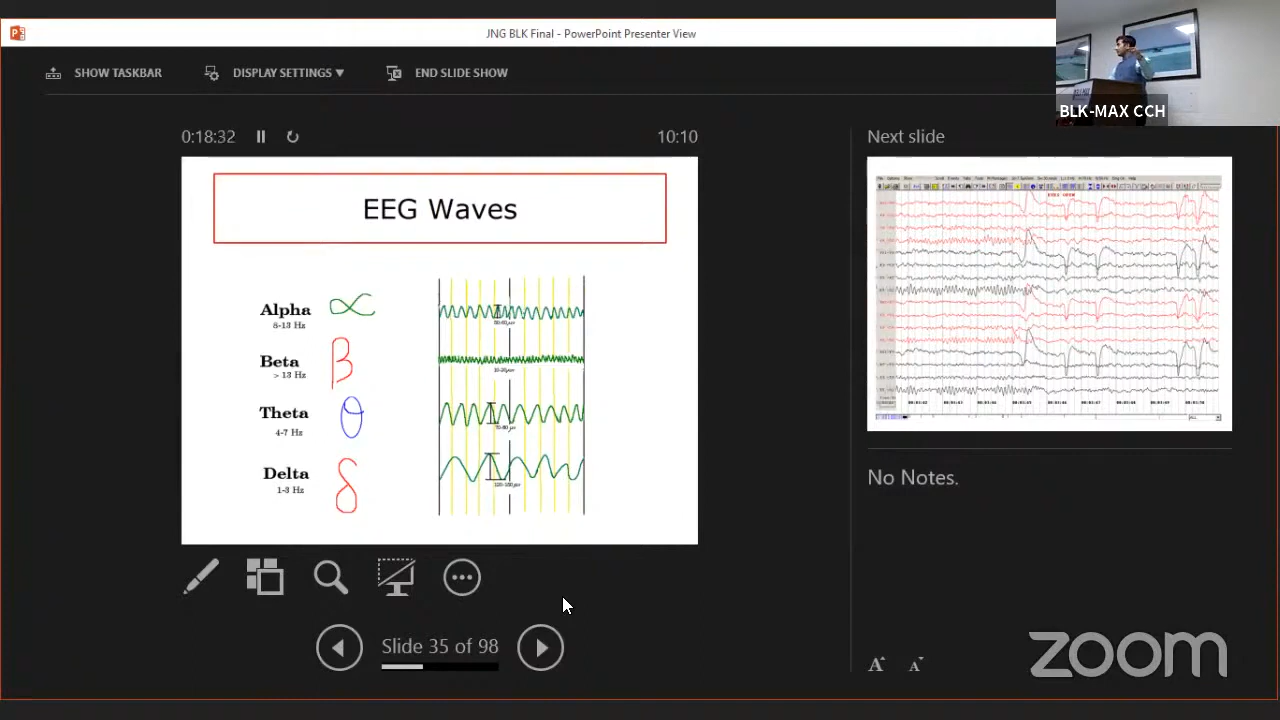 JNG BLK Final - PowerPoint Presenter View
SHOW TASKBAR
DISPLAY SETTINGS ▼
END SLIDE SHOW
BLK-MAX CCH
0:18:32
10:10
Next slide
EEG Waves
Alpha α
8-13 Hz
Beta β
> 13 Hz
Theta θ
4-7 Hz
Delta δ
1-3 Hz
No Notes.
Slide 35 of 98
A A
zoom